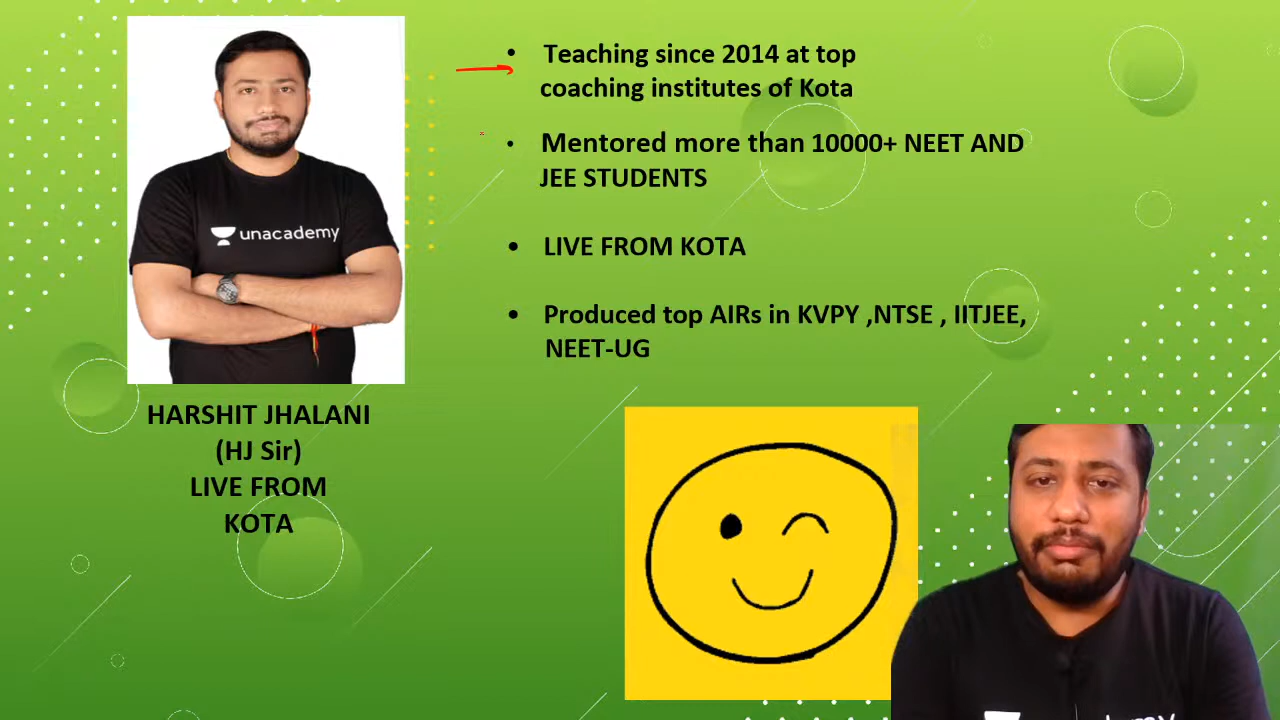 • Teaching since 2014 at top
coaching institutes of Kota
• Mentored more than 10000+ NEET AND
JEE STUDENTS
• LIVE FROM KOTA
• Produced top AIRs in KVPY ,NTSE , IITJEE,
NEET-UG
unacademy
HARSHIT JHALANI
(HJ Sir)
LIVE FROM
KOTA